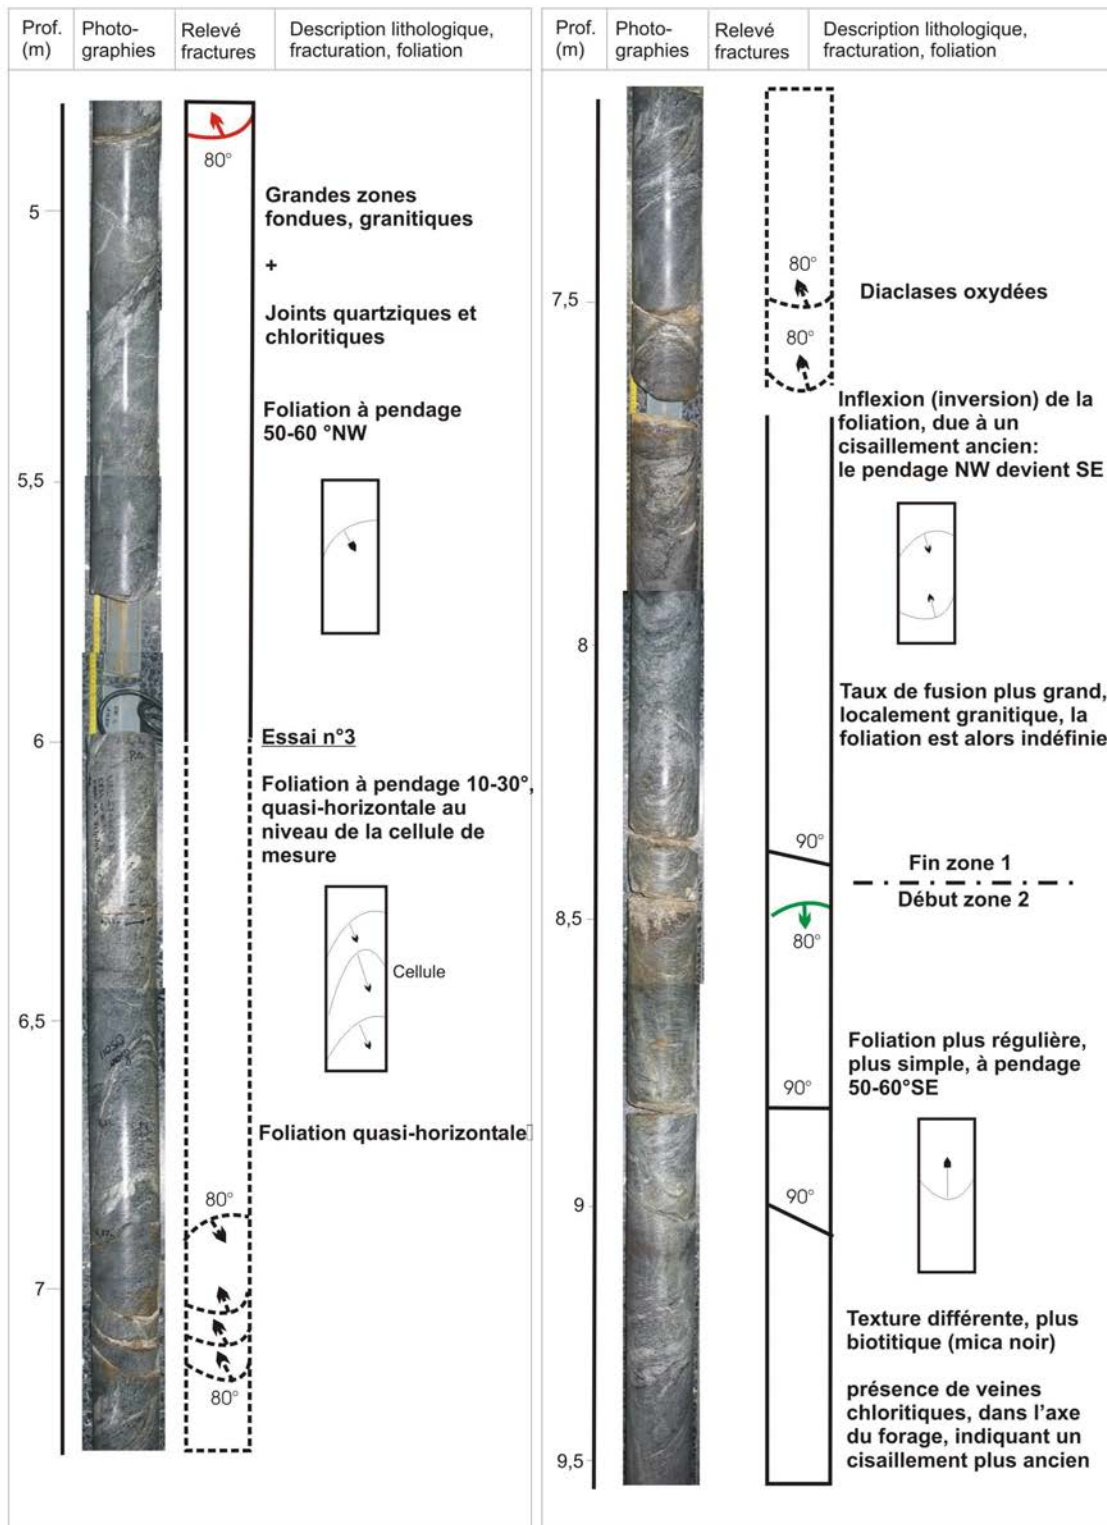 Prof.
(m)
Photo-
graphies
Relevé
fractures
Description lithologique,
fracturation, foliation
80°
5
Grandes zones
fondues, granitiques
+
Joints quartziques et
chloritiques
Foliation à pendage
50-60 °NW
5,5
6
Essai n°3
Foliation à pendage 10-30°,
quasi-horizontale au
niveau de la cellule de
mesure
Cellule
6,5
Foliation quasi-horizontale
80°
7
80°
Prof.
(m)
Photo-
graphies
Relevé
fractures
Description lithologique,
fracturation, foliation
80°
Diaclases oxydées
7,5
80°
Inflexion (inversion) de la
foliation, due à un
cisaillement ancien:
le pendage NW devient SE
8
Taux de fusion plus grand,
localement granitique, la
foliation est alors indéfinie
90°
Fin zone 1
Début zone 2
8,5
80°
Foliation plus régulière,
plus simple, à pendage
50-60°SE
90°
90°
9
Texture différente, plus
biotitique (mica noir)
présence de veines
chloritiques, dans l'axe
du forage, indiquant un
cisaillement plus ancien
9,5